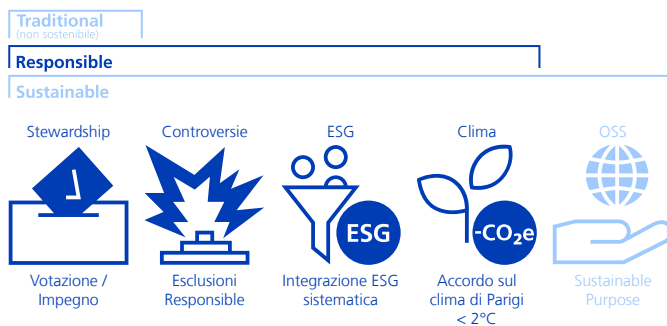 Traditional
(non sostenibile)
Responsible
Sustainable
Stewardship
Controversie
ESG
Clima
OSS
ESG
-CO₂e
Votazione /
Impegno
Esclusioni
Responsible
Integrazione ESG
sistematica
Accordo sul
clima di Parigi
< 2°C
Sustainable
Purpose